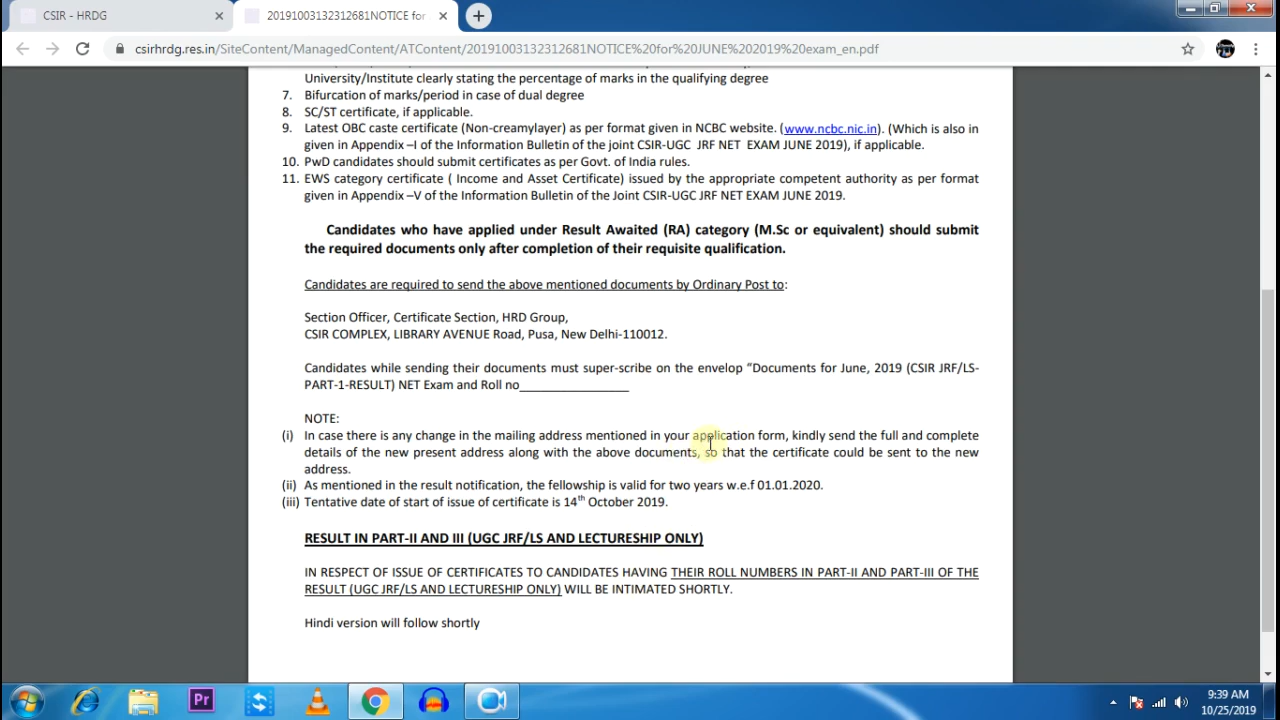 CSIR - HRDG
20191003132312681NOTICE for
csirhrdg.res.in/SiteContent/ManagedContent/ATContent/20191003132312681NOTICE%20for%20JUNE%202019%20exam_en.pdf
University/Institute clearly stating the percentage of marks in the qualifying degree
7. Bifurcation of marks/period in case of dual degree
8. SC/ST certificate, if applicable.
9. Latest OBC caste certificate (Non-creamylayer) as per format given in NCBC website. (www.ncbc.nic.in). (Which is also in
given in Appendix –I of the Information Bulletin of the joint CSIR-UGC JRF NET EXAM JUNE 2019), if applicable.
10. PwD candidates should submit certificates as per Govt. of India rules.
11. EWS category certificate ( Income and Asset Certificate) issued by the appropriate competent authority as per format
given in Appendix –V of the Information Bulletin of the Joint CSIR-UGC JRF NET EXAM JUNE 2019.
Candidates who have applied under Result Awaited (RA) category (M.Sc or equivalent) should submit
the required documents only after completion of their requisite qualification.
Candidates are required to send the above mentioned documents by Ordinary Post to:
Section Officer, Certificate Section, HRD Group,
CSIR COMPLEX, LIBRARY AVENUE Road, Pusa, New Delhi-110012.
Candidates while sending their documents must super-scribe on the envelop “Documents for June, 2019 (CSIR JRF/LS-
PART-1-RESULT) NET Exam and Roll no________________
NOTE:
(i) In case there is any change in the mailing address mentioned in your application form, kindly send the full and complete
details of the new present address along with the above documents, so that the certificate could be sent to the new
address.
(ii) As mentioned in the result notification, the fellowship is valid for two years w.e.f 01.01.2020.
(iii) Tentative date of start of issue of certificate is 14th October 2019.
RESULT IN PART-II AND III (UGC JRF/LS AND LECTURESHIP ONLY)
IN RESPECT OF ISSUE OF CERTIFICATES TO CANDIDATES HAVING THEIR ROLL NUMBERS IN PART-II AND PART-III OF THE
RESULT (UGC JRF/LS AND LECTURESHIP ONLY) WILL BE INTIMATED SHORTLY.
Hindi version will follow shortly
Pr
9:39 AM
10/25/2019